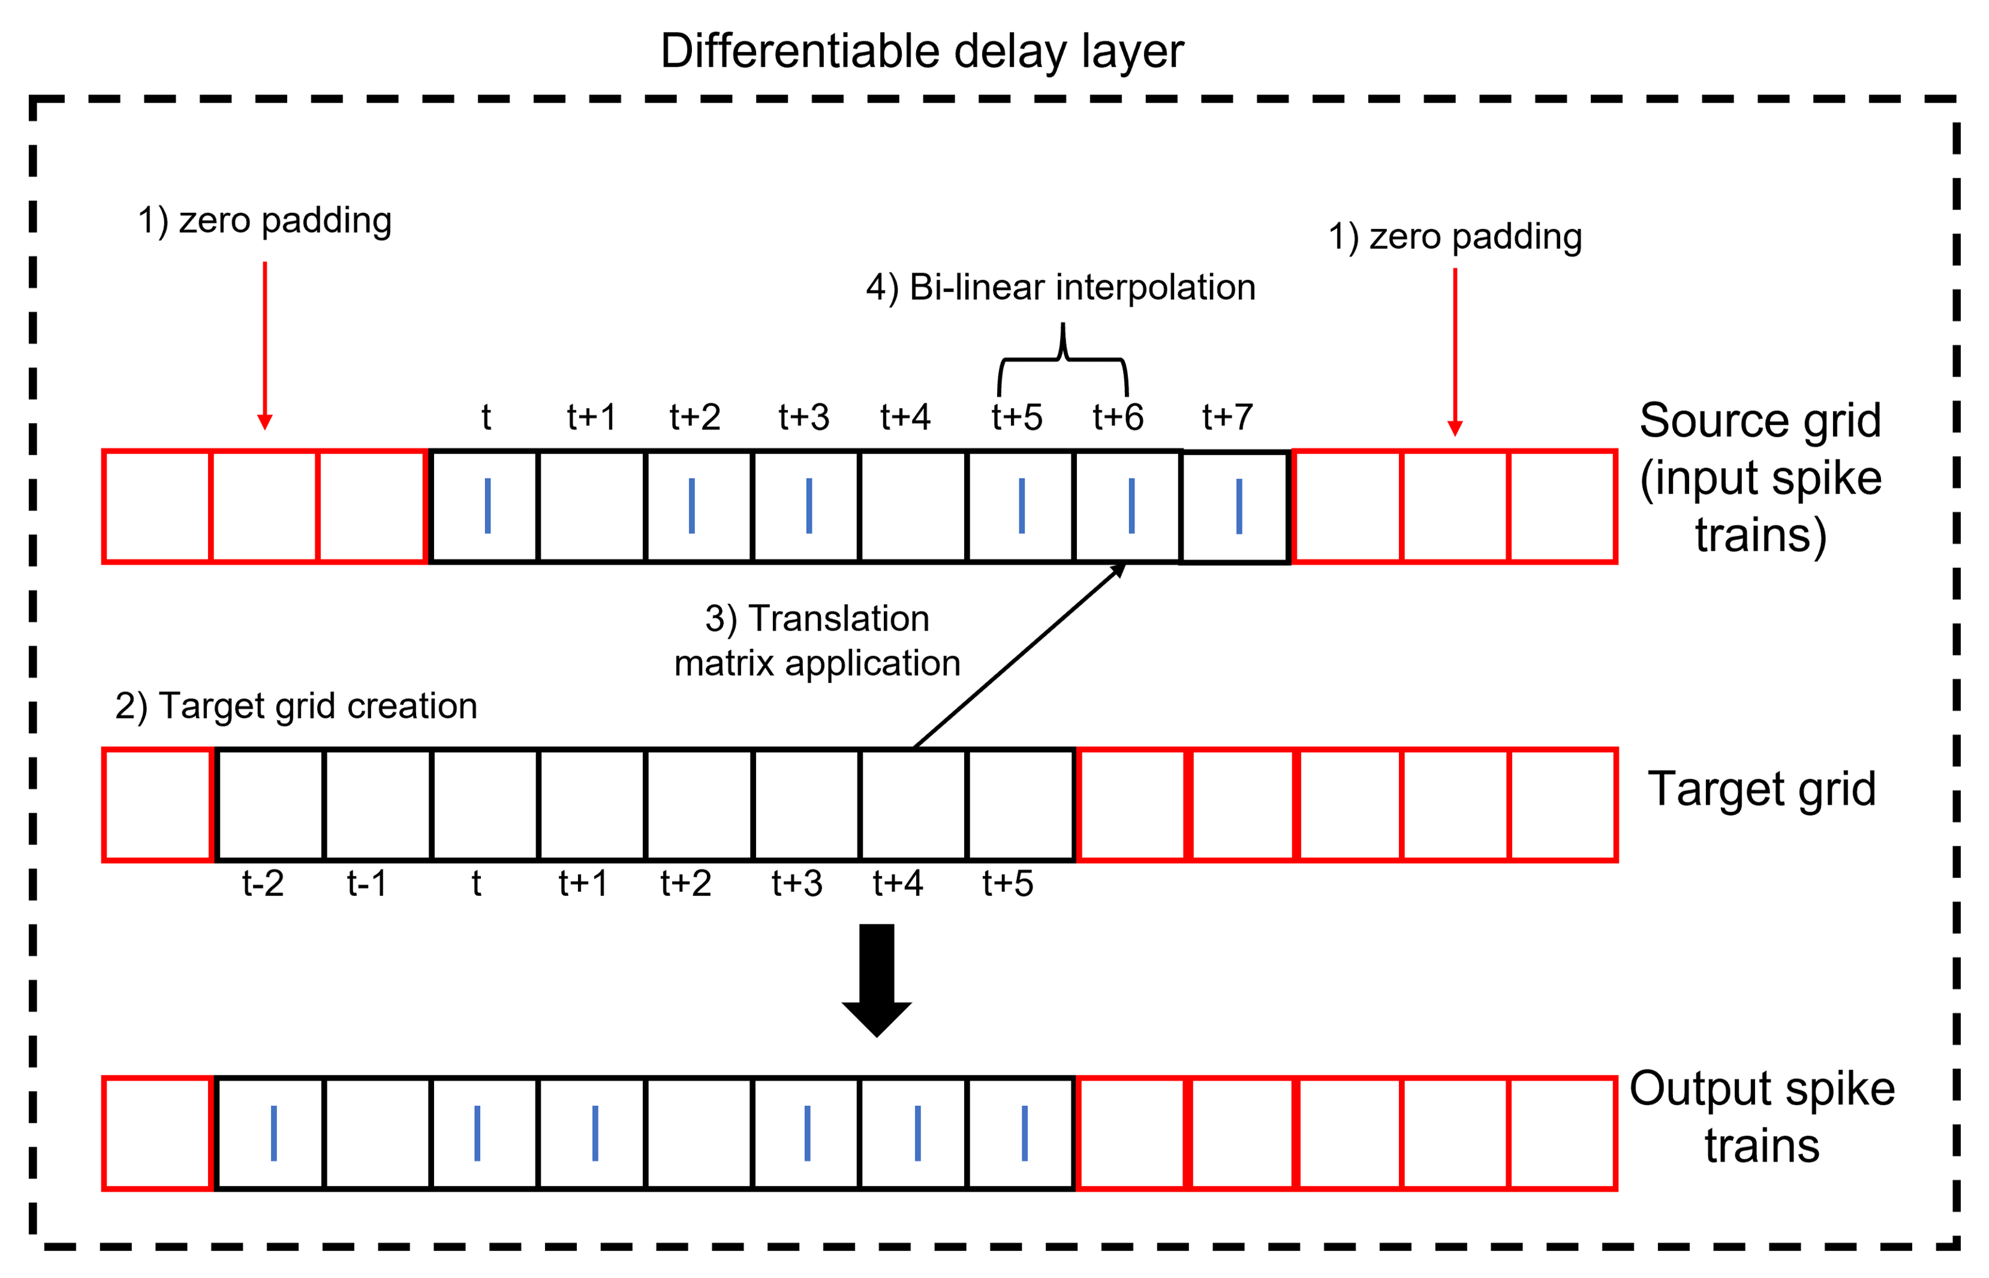 Differentiable delay layer
1) zero padding
1) zero padding
4) Bi-linear interpolation
t t+1 t+2 t+3 t+4 t+5 t+6 t+7
Source grid
(input spike
trains)
3) Translation
matrix application
2) Target grid creation
Target grid
t-2 t-1 t t+1 t+2 t+3 t+4 t+5
Output spike
trains